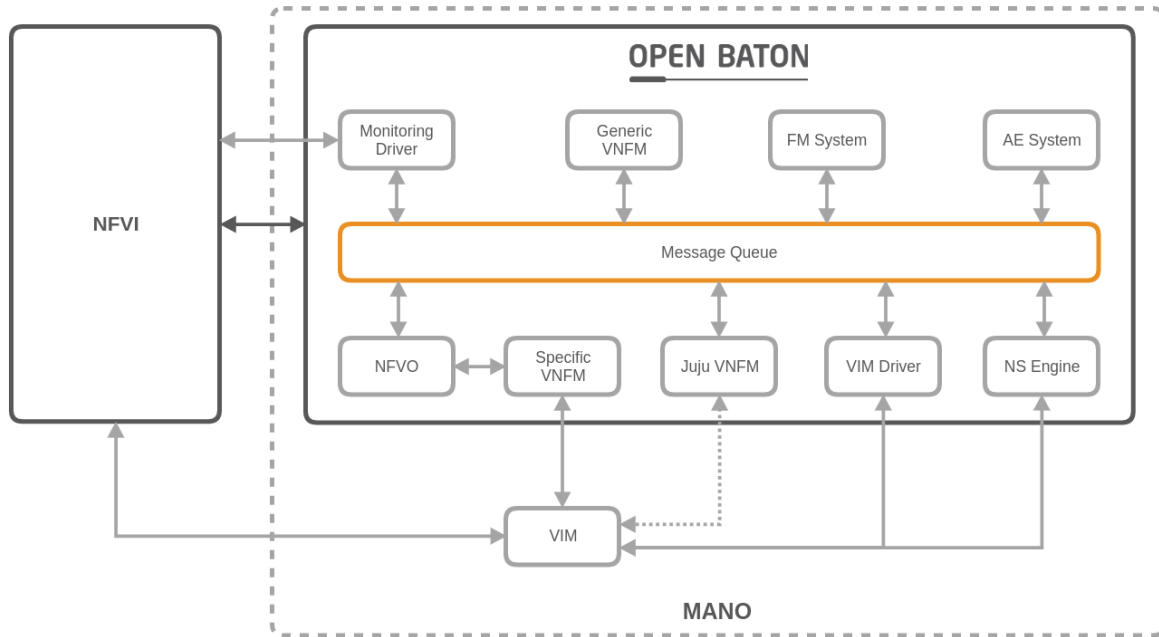 OPEN BATON
Monitoring
Driver
Generic
VNFM
FM System
AE System
NFVI
Message Queue
NFVO
Specific
VNFM
Juju VNFM
VIM Driver
NS Engine
VIM
MANO